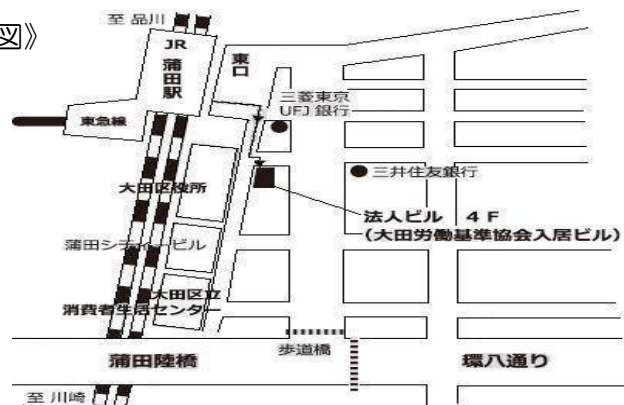 図》
至 品川
JR
蒲田駅
東口
三菱東京
UFJ 銀行
東急線
三井住友銀行
大田区役所
法人ビル 4F
(大田労働基準協会入居ビル)
蒲田シティービル
大田区立
消費者生活センター
歩道橋
蒲田陸橋
環八通り
至 川崎